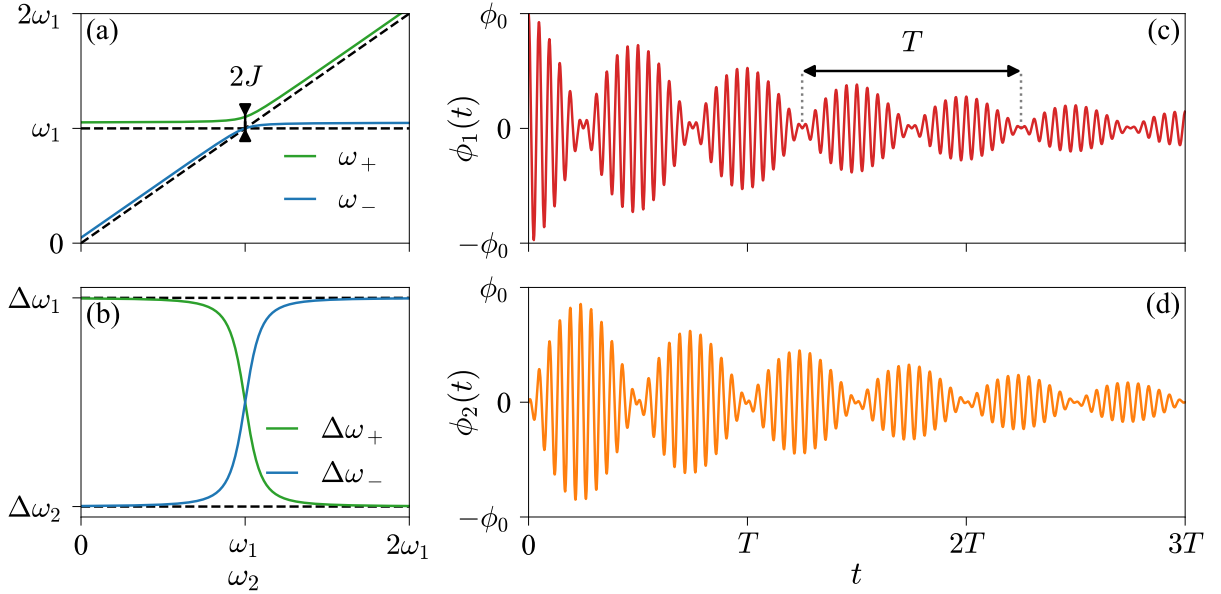 2ω₁
(a)
2J
ω₁
ω₊
ω₋
0
Δω₁
(b)
Δω₊
Δω₋
Δω₂
0
ω₁
2ω₁
ω₂
ϕ₀
(c)
T
ϕ₁(t)
0
−ϕ₀
ϕ₀
(d)
ϕ₂(t)
0
−ϕ₀
0
T
2T
3T
t